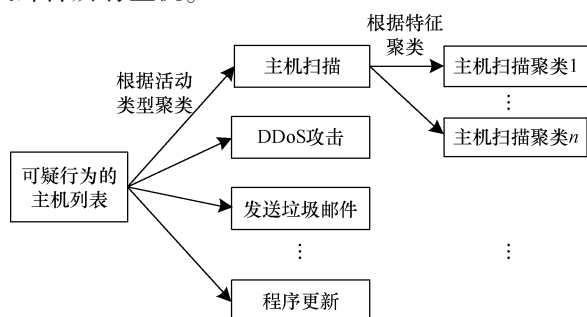 根据特征
聚类
主机扫描
主机扫描聚类1
根据活动
类型聚类
⋮
主机扫描聚类n
DDoS攻击
可疑行为的
主机列表
发送垃圾邮件
⋮
⋮
程序更新